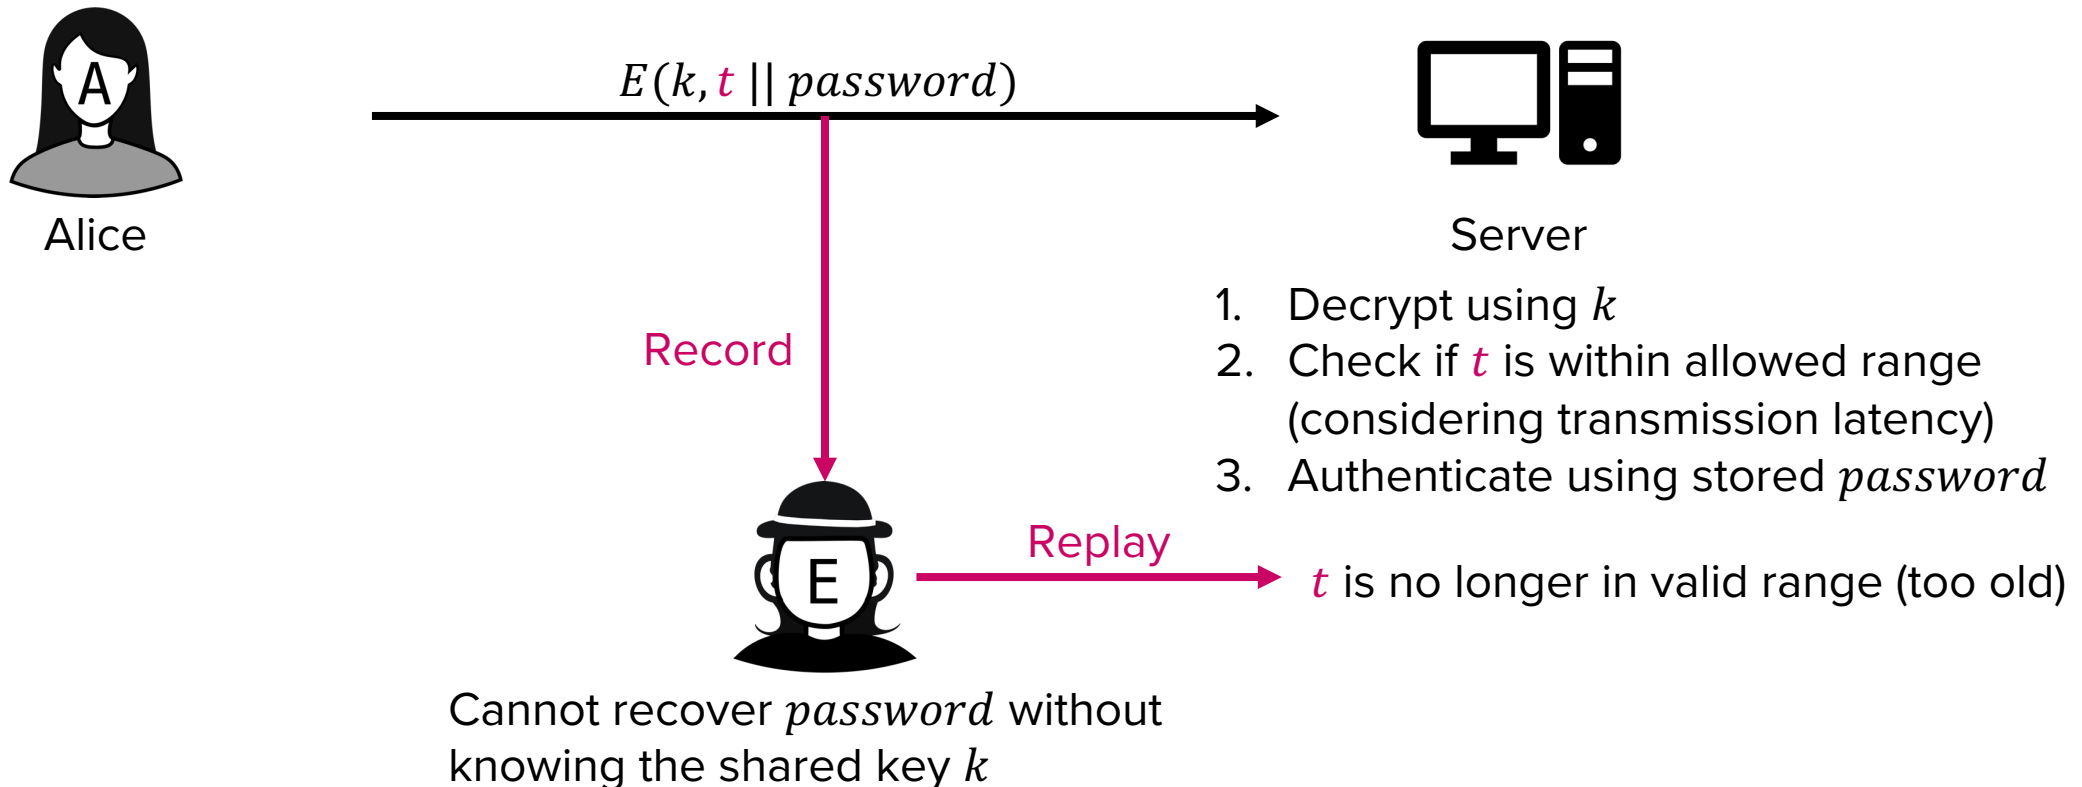 A
E(k, t || password)
Alice
Server
1. Decrypt using k
2. Check if t is within allowed range
(considering transmission latency)
3. Authenticate using stored password
Record
Replay
E
t is no longer in valid range (too old)
Cannot recover password without
knowing the shared key k